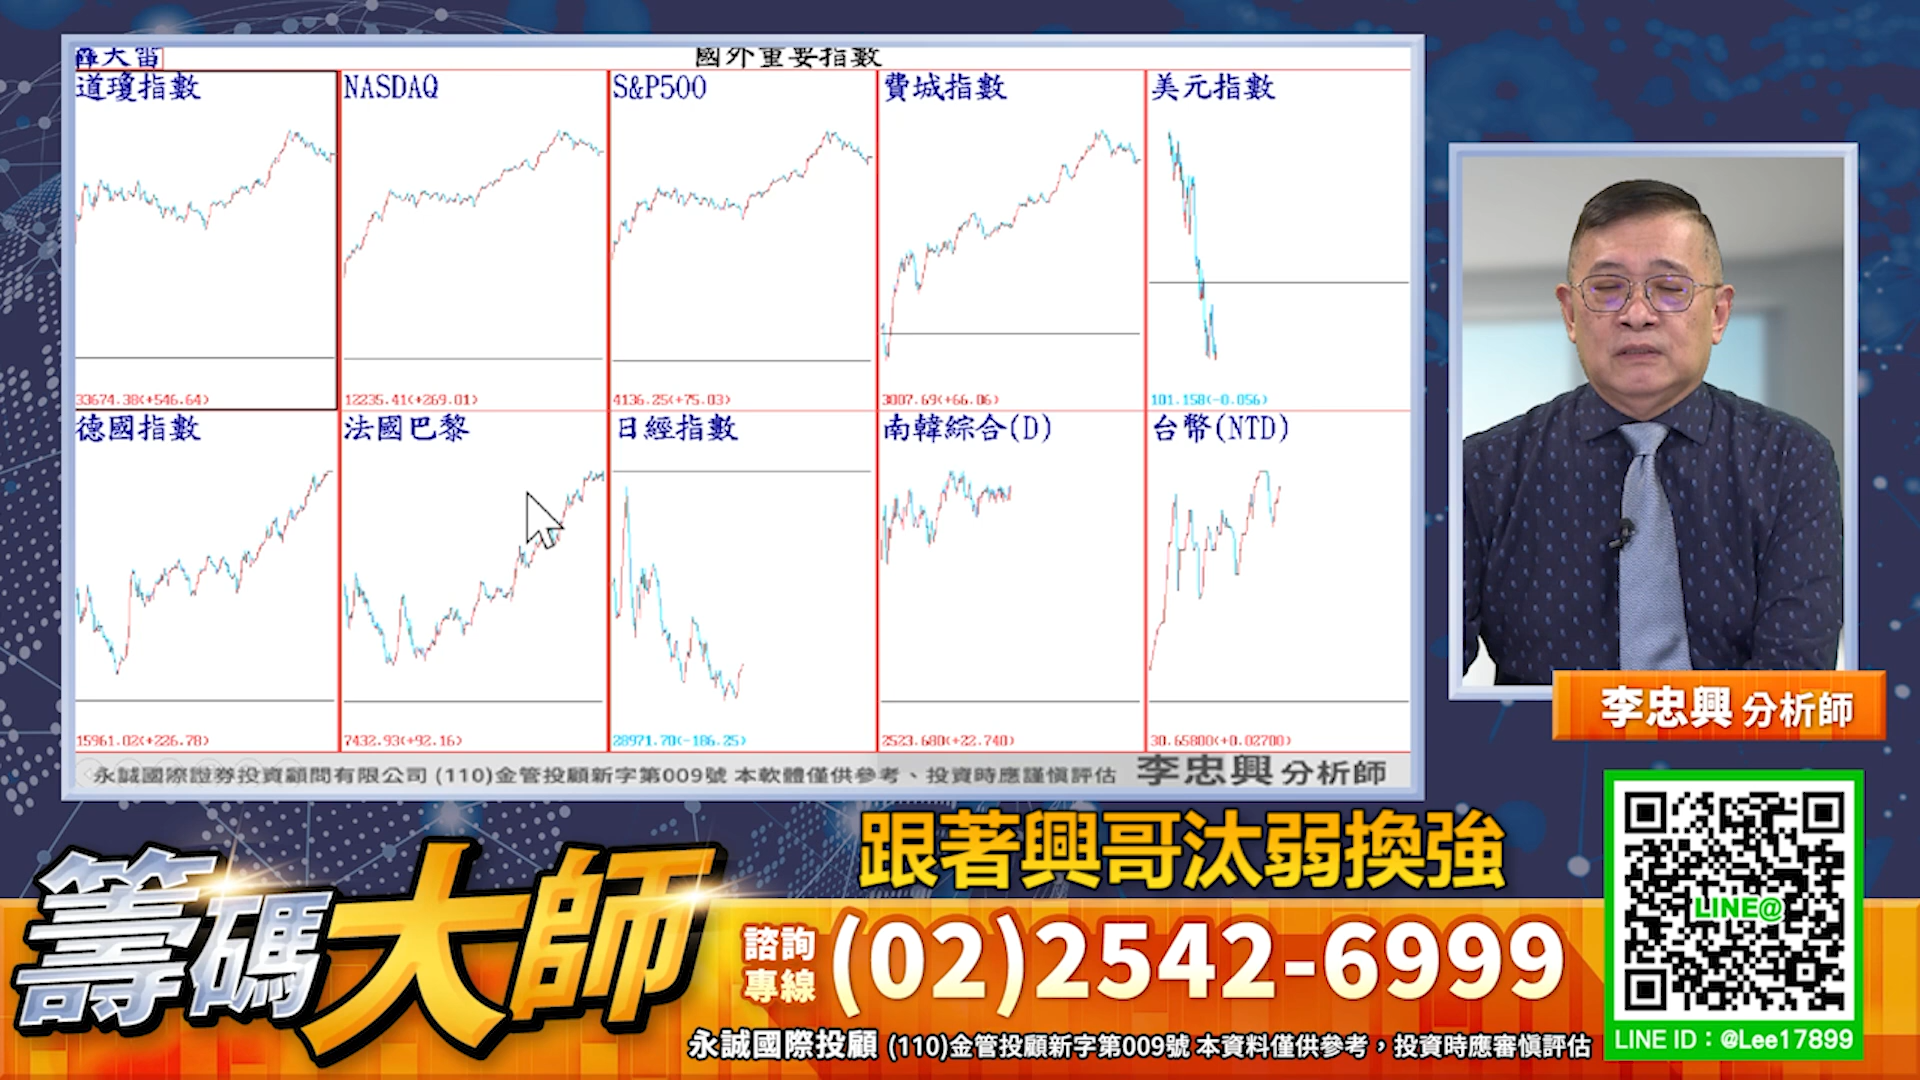 轟天雷
國外重要指數
道瓊指數
NASDAQ
S&P500
費城指數
美元指數
33674.38(+546.64)
12235.41(+269.01)
4136.25(+75.03)
3007.69(+66.06)
101.158(-0.056)
德國指數
法國巴黎
日經指數
南韓綜合(D)
台幣(NTD)
15961.02(+226.78)
7432.93(+92.16)
28971.70(-186.25)
2523.680(+22.740)
30.65800(+0.02700)
永誠國際證券投資顧問有限公司 (110)金管投顧新字第009號 本軟體僅供參考、投資時應謹慎評估
李忠興 分析師
李忠興 分析師
跟著興哥汰弱換強
籌碼大師
諮詢專線 (02)2542-6999
永誠國際投顧 (110)金管投顧新字第009號 本資料僅供參考，投資時應審慎評估
LINE@
LINE ID：@Lee17899